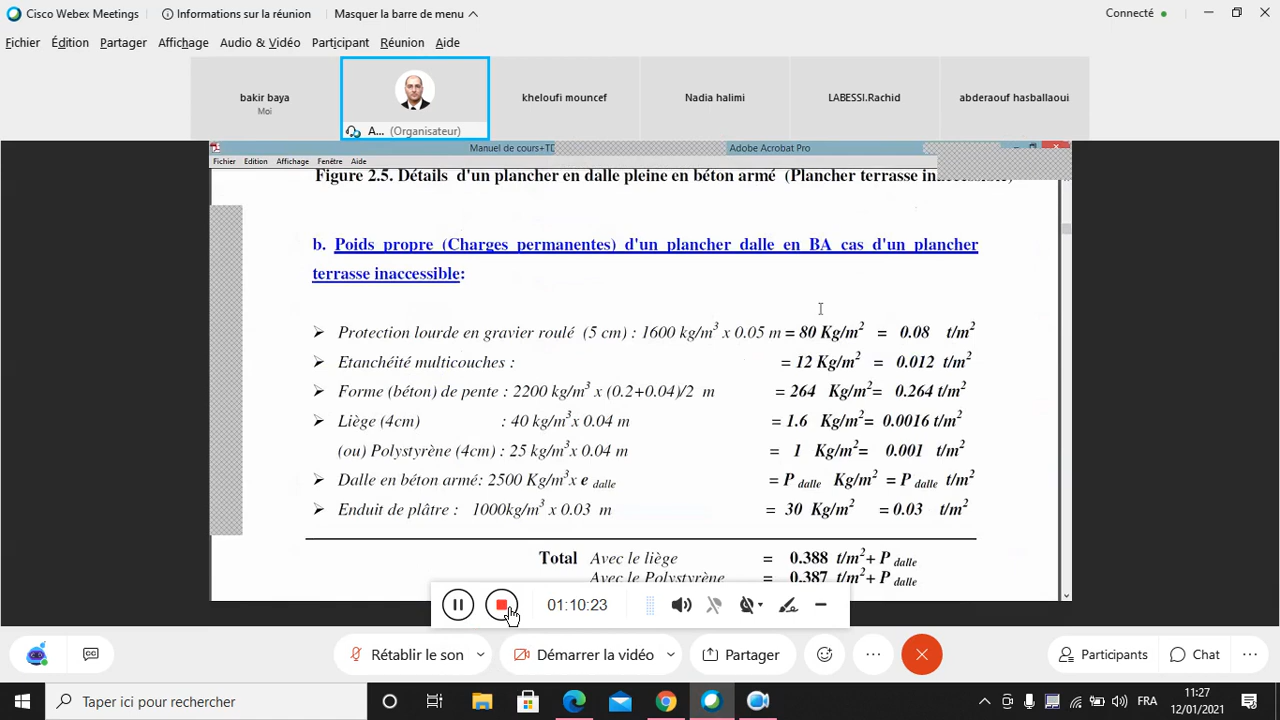 Cisco Webex Meetings
Informations sur la réunion
Masquer la barre de menu
Connecté
Fichier Édition Partager Affichage Audio & Vidéo Participant Réunion Aide
bakir baya
Moi
A... (Organisateur)
kheloufi mouncef
Nadia halimi
LABESSI.Rachid
abderaouf hasballaoui
Manuel de cours+TD Adobe Acrobat Pro
Fichier Edition Affichage Fenêtre Aide
Figure 2.5. Détails d'un plancher en dalle pleine en béton armé (Plancher terrasse inaccessible)
b. Poids propre (Charges permanentes) d'un plancher dalle en BA cas d'un plancher
terrasse inaccessible:
➢ Protection lourde en gravier roulé (5 cm) : 1600 kg/m³ x 0.05 m = 80 Kg/m² = 0.08 t/m²
➢ Etanchéité multicouches : = 12 Kg/m² = 0.012 t/m²
➢ Forme (béton) de pente : 2200 kg/m³ x (0.2+0.04)/2 m = 264 Kg/m²= 0.264 t/m²
➢ Liège (4cm) : 40 kg/m³x 0.04 m = 1.6 Kg/m²= 0.0016 t/m²
(ou) Polystyrène (4cm) : 25 kg/m³x 0.04 m = 1 Kg/m²= 0.001 t/m²
➢ Dalle en béton armé: 2500 Kg/m³x e dalle = P dalle Kg/m² = P dalle t/m²
➢ Enduit de plâtre : 1000kg/m³ x 0.03 m = 30 Kg/m² = 0.03 t/m²
Total Avec le liège = 0.388 t/m²+ P dalle
Avec le Polystyrène = 0.387 t/m²+ P dalle
01:10:23
Rétablir le son
Démarrer la vidéo
Partager
Participants
Chat
Taper ici pour rechercher
FRA
11:27
12/01/2021